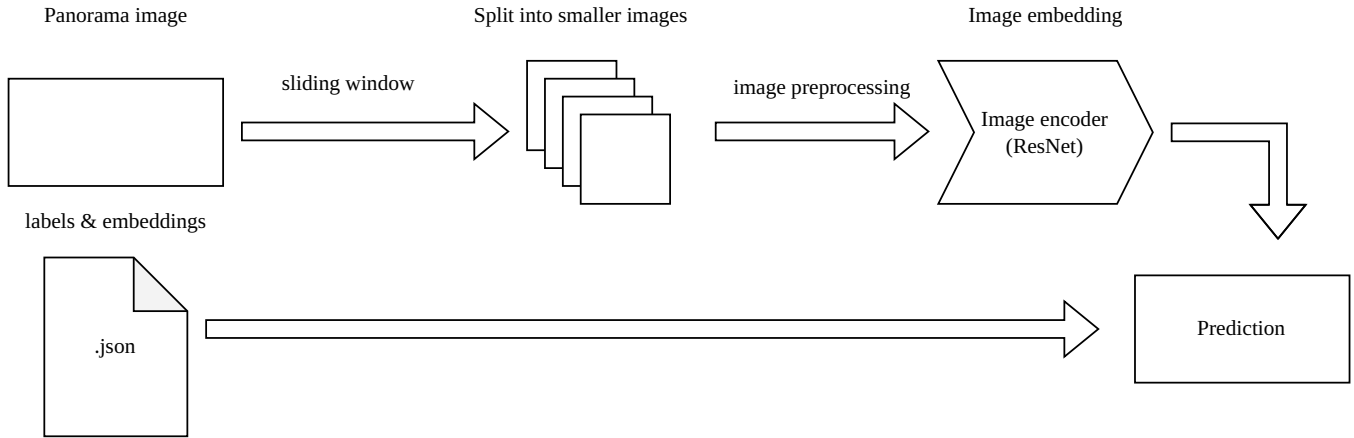 Panorama image
Split into smaller images
Image embedding
sliding window
image preprocessing
Image encoder
(ResNet)
labels & embeddings
.json
Prediction